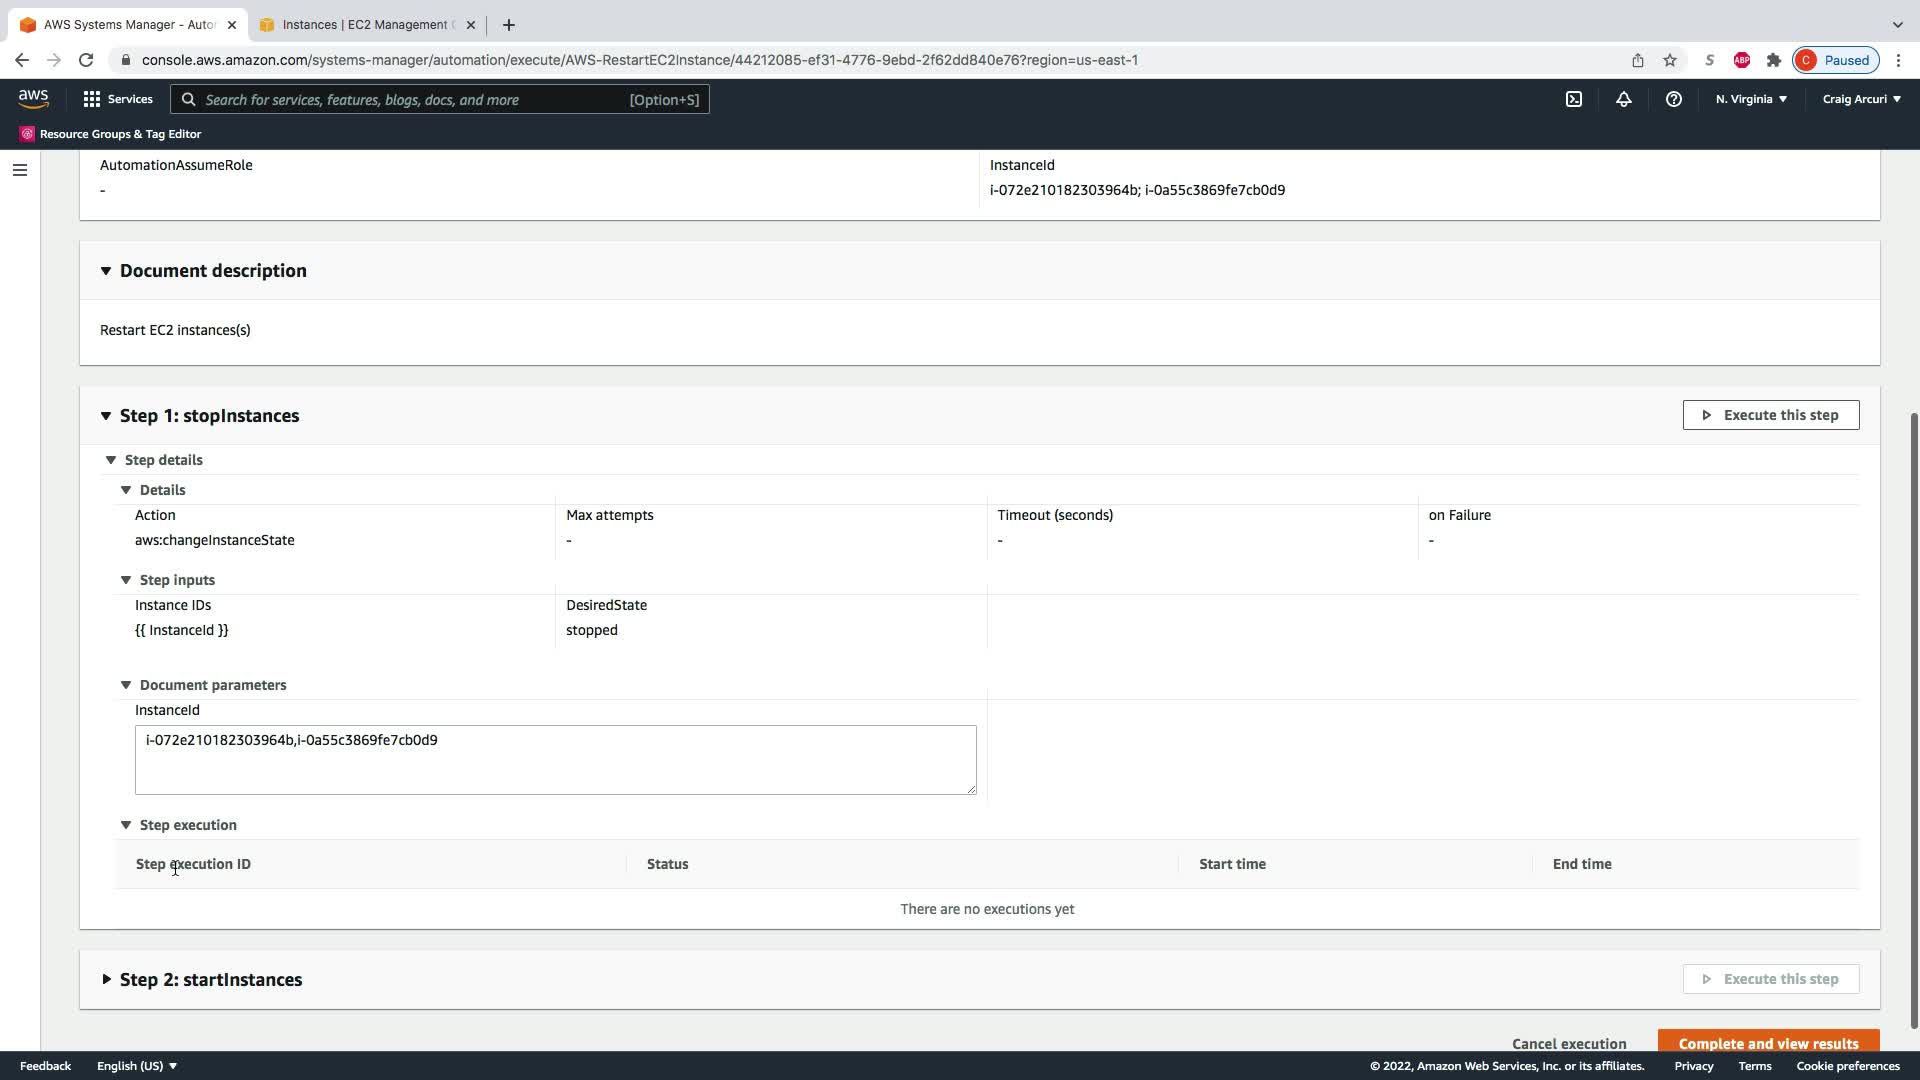 AWS Systems Manager - Auto
Instances | EC2 Management C
console.aws.amazon.com/systems-manager/automation/execute/AWS-RestartEC2Instance/44212085-ef31-4776-9ebd-2f62dd840e76?region=us-east-1
S
ABP
C Paused
aws
Services
Search for services, features, blogs, docs, and more [Option+S]
N. Virginia
Craig Arcuri
Resource Groups & Tag Editor
AutomationAssumeRole
InstanceId
-
i-072e210182303964b; i-0a55c3869fe7cb0d9
Document description
Restart EC2 instances(s)
Step 1: stopInstances
Execute this step
Step details
Details
Action
Max attempts
Timeout (seconds)
on Failure
aws:changeInstanceState
-
-
-
Step inputs
Instance IDs
DesiredState
{{ InstanceId }}
stopped
Document parameters
InstanceId
i-072e210182303964b,i-0a55c3869fe7cb0d9
Step execution
Step execution ID
Status
Start time
End time
There are no executions yet
Step 2: startInstances
Execute this step
Cancel execution
Complete and view results
Feedback
English (US)
© 2022, Amazon Web Services, Inc. or its affiliates.
Privacy
Terms
Cookie preferences